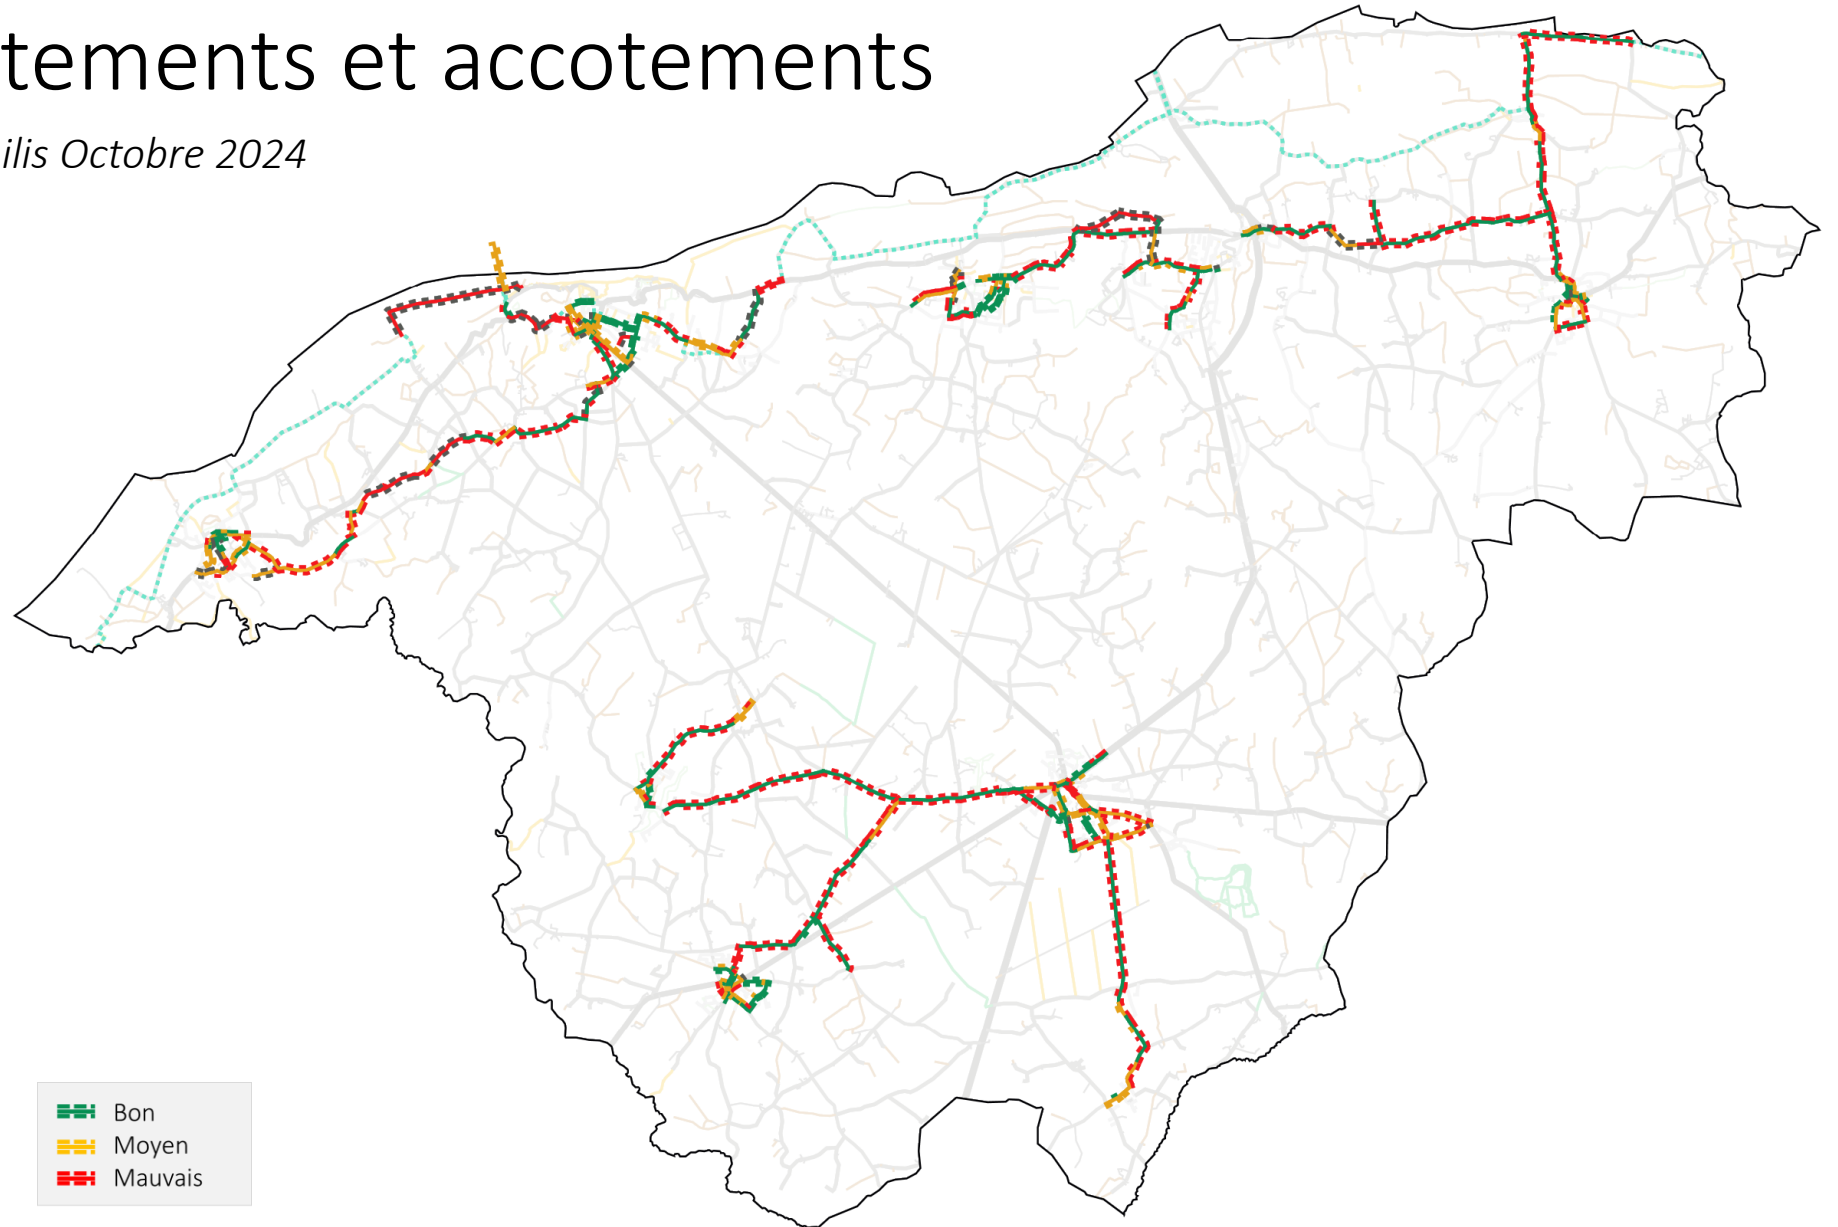 tements et accotements
ilis Octobre 2024
Bon
Moyen
Mauvais